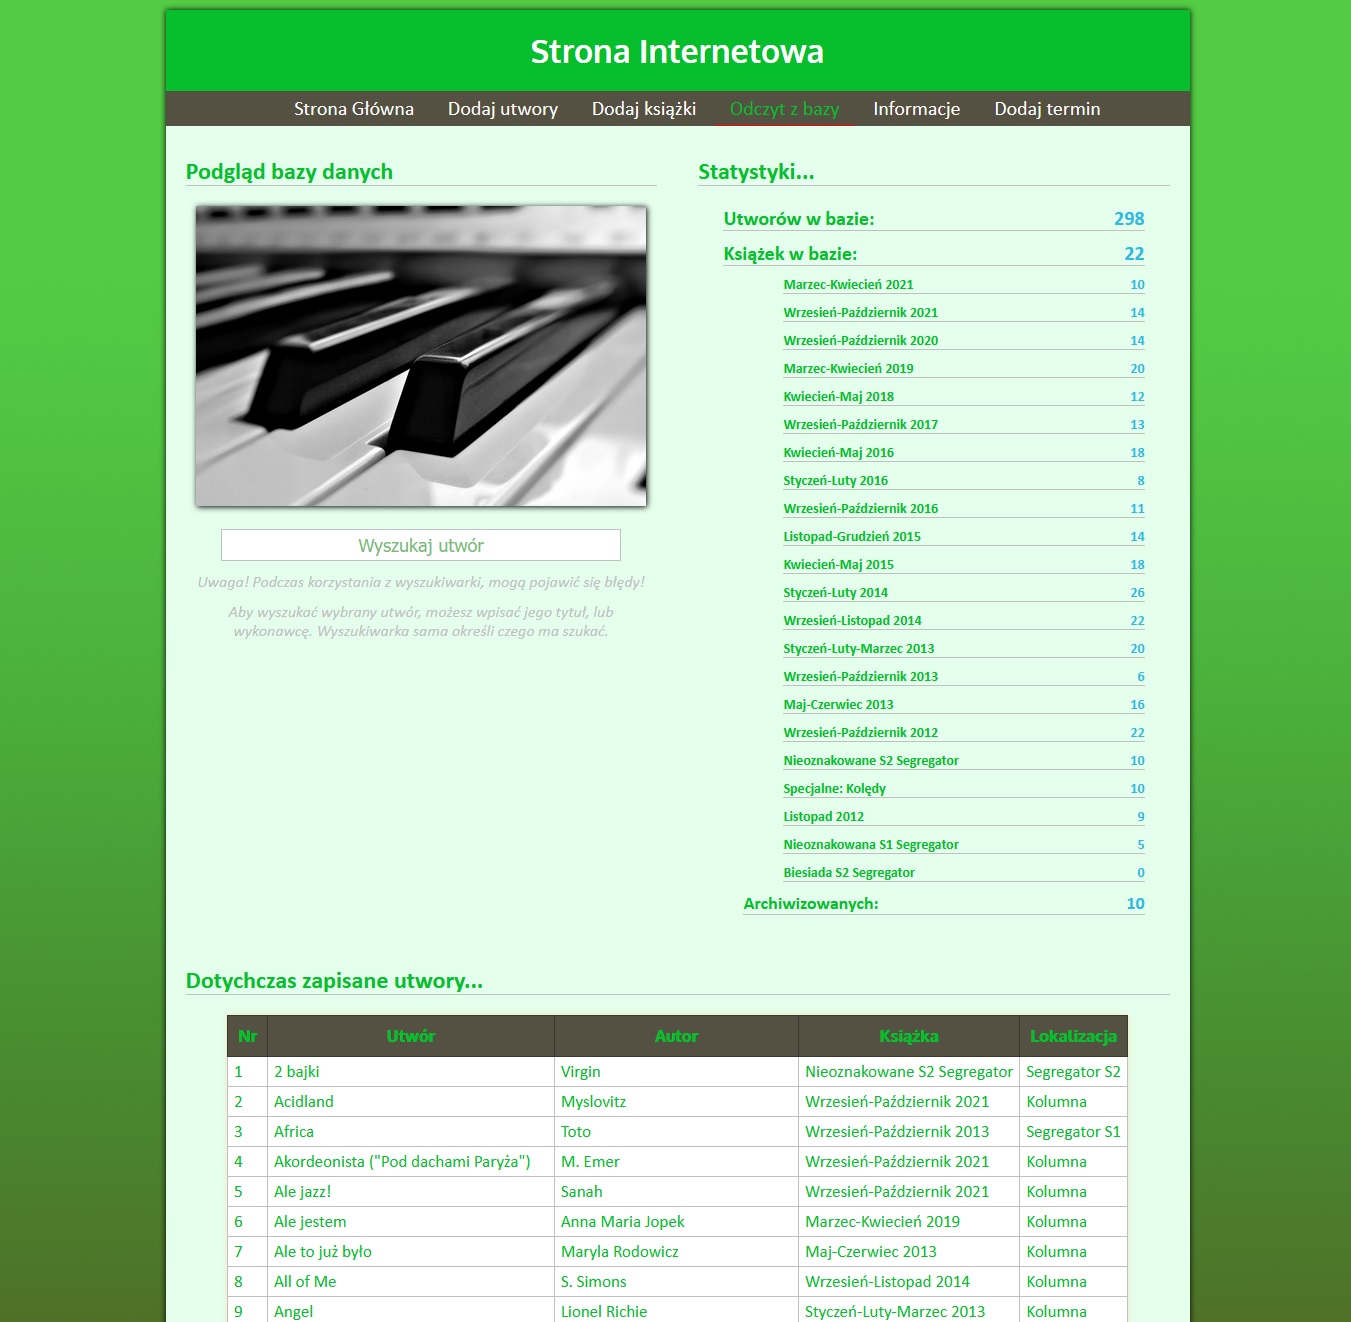 Strona Internetowa
Strona Główna Dodaj utwory Dodaj książki Odczyt z bazy Informacje Dodaj termin
Podgląd bazy danych
Wyszukaj utwór
Uwaga! Podczas korzystania z wyszukiwarki, mogą pojawić się błędy!
Aby wyszukać wybrany utwór, możesz wpisać jego tytuł, lub
wykonawcę. Wyszukiwarka sama określi czego ma szukać.
Statystyki...
Utworów w bazie: 298
Książek w bazie: 22
Marzec-Kwiecień 2021 10
Wrzesień-Październik 2021 14
Wrzesień-Październik 2020 14
Marzec-Kwiecień 2019 20
Kwiecień-Maj 2018 12
Wrzesień-Październik 2017 13
Kwiecień-Maj 2016 18
Styczeń-Luty 2016 8
Wrzesień-Październik 2016 11
Listopad-Grudzień 2015 14
Kwiecień-Maj 2015 18
Styczeń-Luty 2014 26
Wrzesień-Listopad 2014 22
Styczeń-Luty-Marzec 2013 20
Wrzesień-Październik 2013 6
Maj-Czerwiec 2013 16
Wrzesień-Październik 2012 22
Nieoznakowane S2 Segregator 10
Specjalne: Kolędy 10
Listopad 2012 9
Nieoznakowana S1 Segregator 5
Biesiada S2 Segregator 0
Archiwizowanych: 10
Dotychczas zapisane utwory...
Nr Utwór Autor Książka Lokalizacja
1 2 bajki Virgin Nieoznakowane S2 Segregator Segregator S2
2 Acidland Myslovitz Wrzesień-Październik 2021 Kolumna
3 Africa Toto Wrzesień-Październik 2013 Segregator S1
4 Akordeonista ("Pod dachami Paryża") M. Emer Wrzesień-Październik 2021 Kolumna
5 Ale jazz! Sanah Wrzesień-Październik 2021 Kolumna
6 Ale jestem Anna Maria Jopek Marzec-Kwiecień 2019 Kolumna
7 Ale to już było Maryla Rodowicz Maj-Czerwiec 2013 Kolumna
8 All of Me S. Simons Wrzesień-Listopad 2014 Kolumna
9 Angel Lionel Richie Styczeń-Luty-Marzec 2013 Kolumna